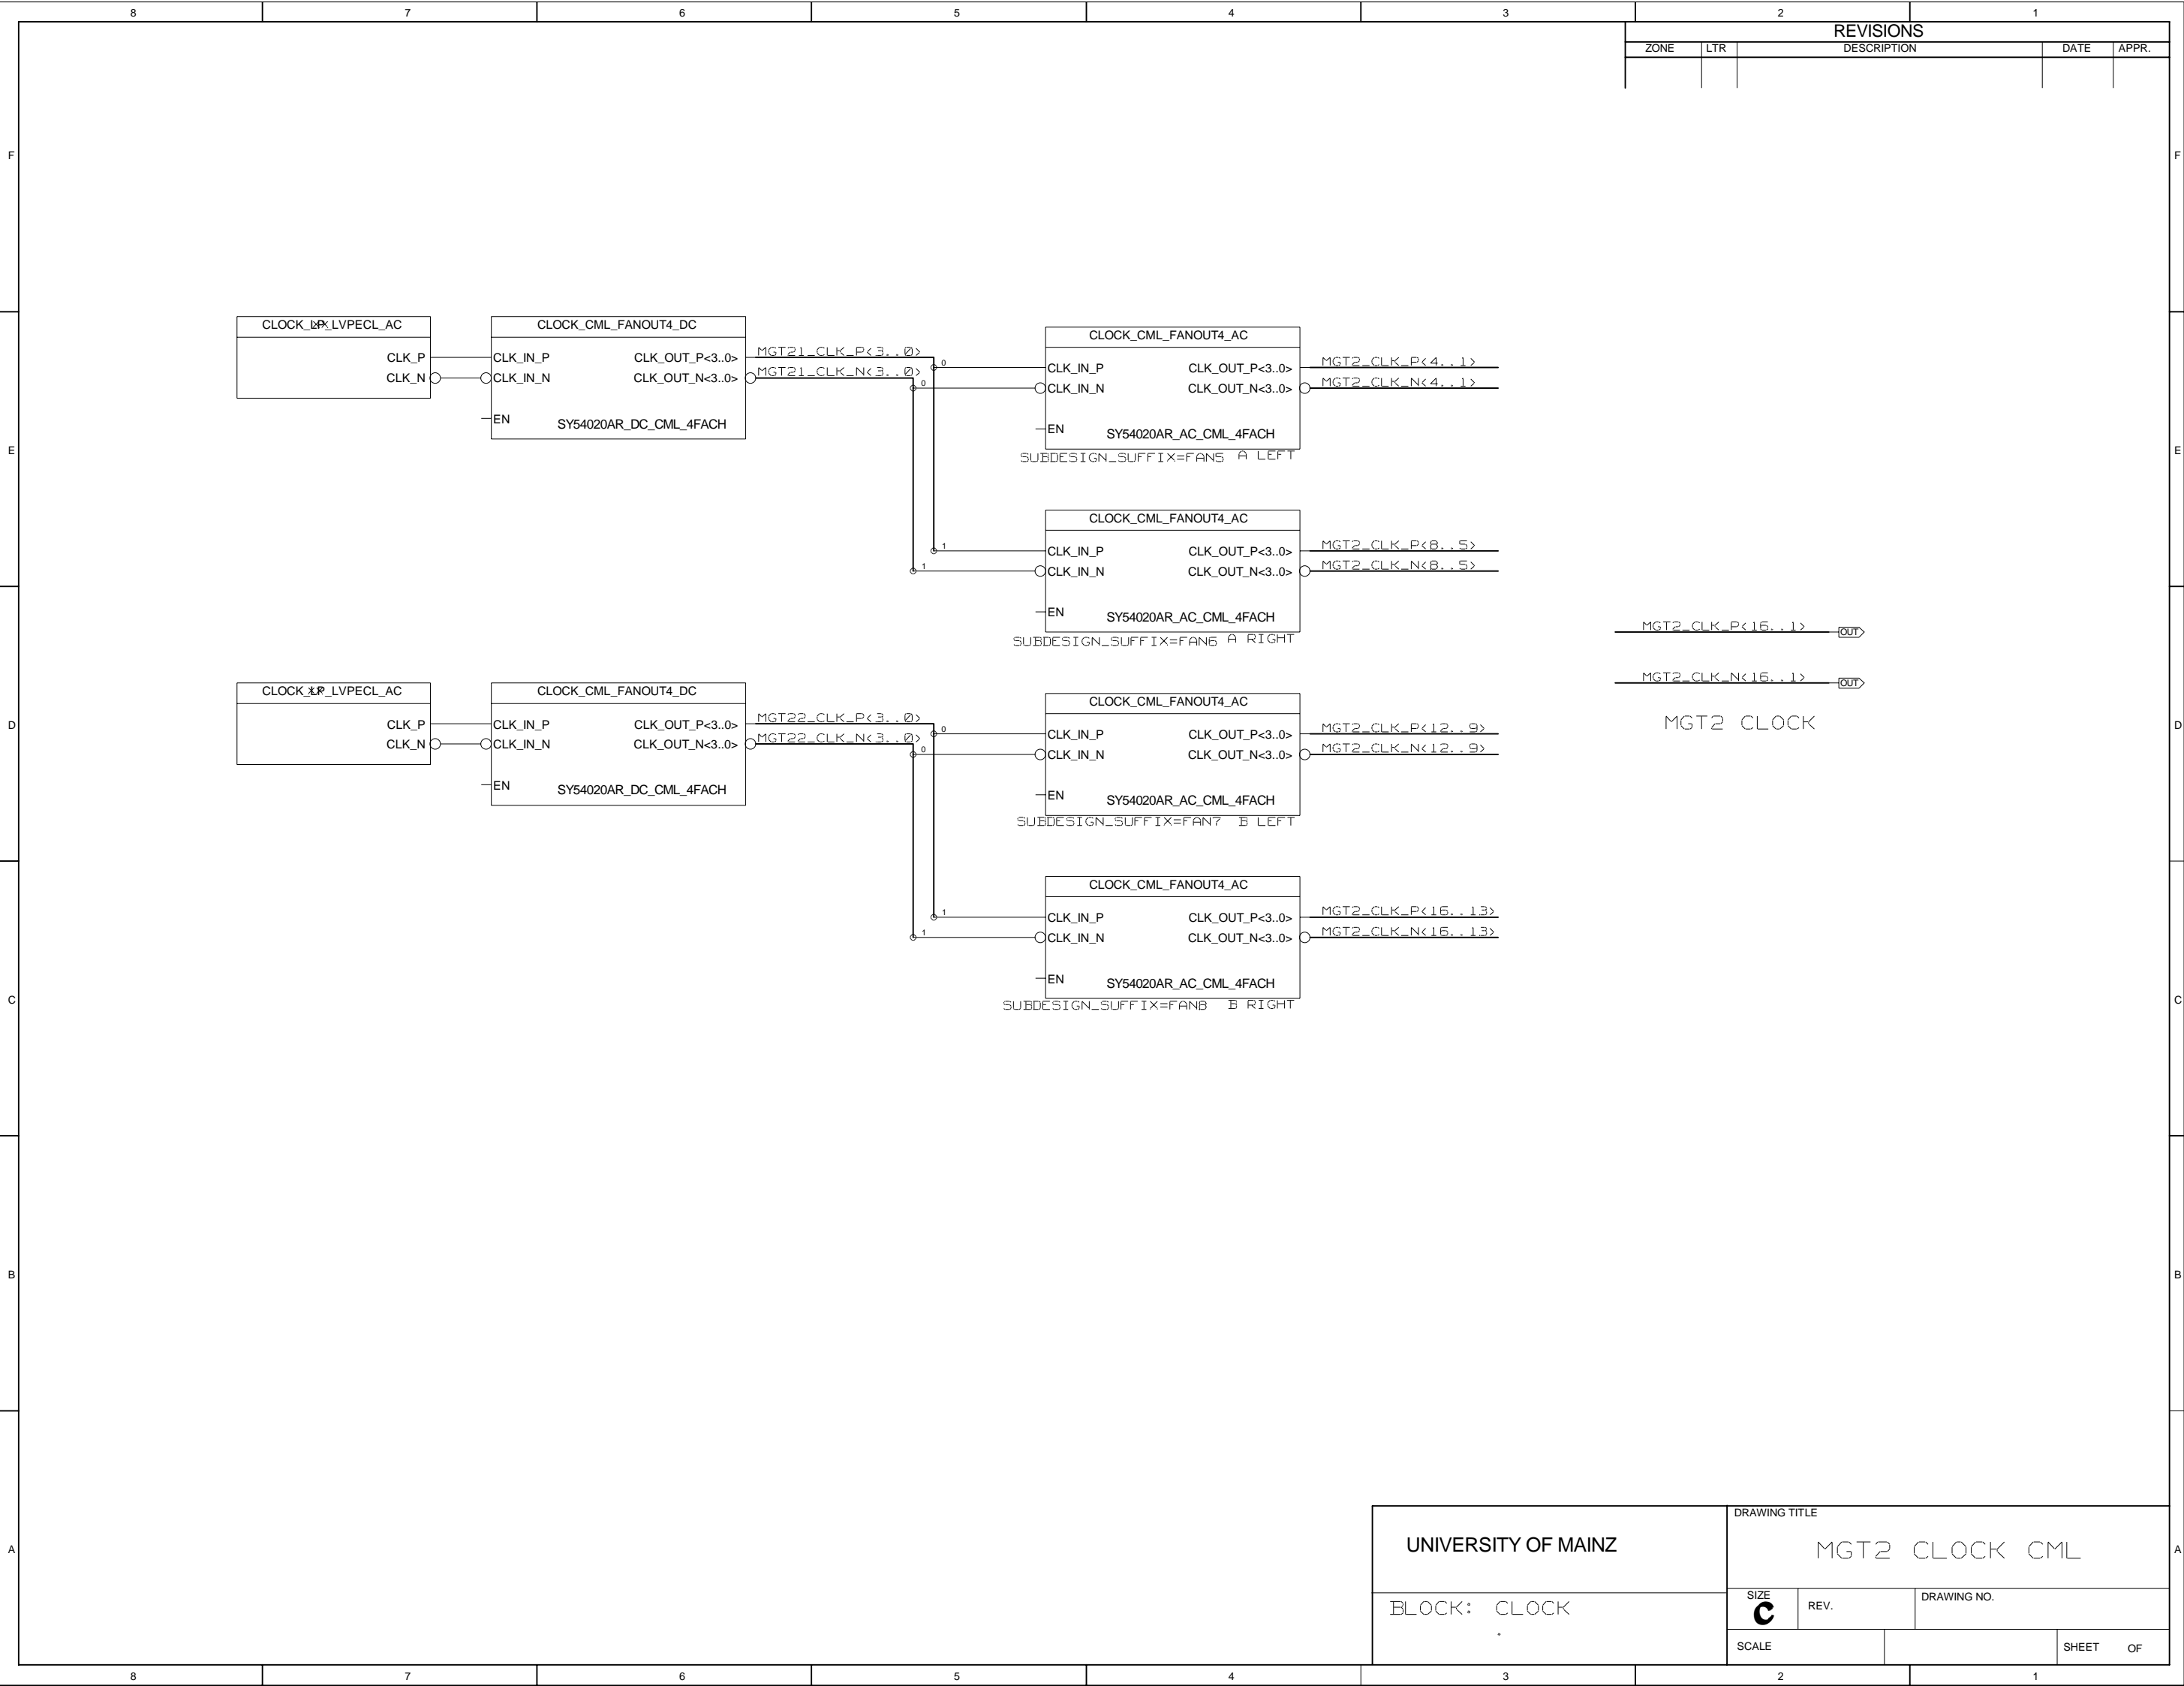 8 7 6 5 4 3 2 1
REVISIONS
ZONE LTR DESCRIPTION DATE APPR.
F F
CLOCK_CML_FANOUT4_DC
CLK_P CLK_IN_P CLK_OUT_P<3..0> MGT21_CLK_P<3..0>
CLK_N CLK_IN_N CLK_OUT_N<3..0> MGT21_CLK_N<3..0>
EN SY54020AR_DC_CML_4FACH
CLOCK_CML_FANOUT4_AC
0 CLK_IN_P CLK_OUT_P<3..0> MGT2_CLK_P<4..1>
0 CLK_IN_N CLK_OUT_N<3..0> MGT2_CLK_N<4..1>
EN SY54020AR_AC_CML_4FACH
SUBDESIGN_SUFFIX=FAN5 A LEFT
E E
CLOCK_CML_FANOUT4_AC
1 CLK_IN_P CLK_OUT_P<3..0> MGT2_CLK_P<8..5>
1 CLK_IN_N CLK_OUT_N<3..0> MGT2_CLK_N<8..5>
EN SY54020AR_AC_CML_4FACH
SUBDESIGN_SUFFIX=FAN6 A RIGHT
MGT2_CLK_P<16..1> OUT
MGT2_CLK_N<16..1> OUT
MGT2 CLOCK
CLOCK_CML_FANOUT4_DC
CLK_P CLK_IN_P CLK_OUT_P<3..0> MGT22_CLK_P<3..0>
CLK_N CLK_IN_N CLK_OUT_N<3..0> MGT22_CLK_N<3..0>
EN SY54020AR_DC_CML_4FACH
D D
CLOCK_CML_FANOUT4_AC
0 CLK_IN_P CLK_OUT_P<3..0> MGT2_CLK_P<12..9>
0 CLK_IN_N CLK_OUT_N<3..0> MGT2_CLK_N<12..9>
EN SY54020AR_AC_CML_4FACH
SUBDESIGN_SUFFIX=FAN7 B LEFT
CLOCK_CML_FANOUT4_AC
1 CLK_IN_P CLK_OUT_P<3..0> MGT2_CLK_P<16..13>
1 CLK_IN_N CLK_OUT_N<3..0> MGT2_CLK_N<16..13>
EN SY54020AR_AC_CML_4FACH
SUBDESIGN_SUFFIX=FAN8 B RIGHT
C C
B B
A A
UNIVERSITY OF MAINZ
BLOCK: CLOCK
DRAWING TITLE
MGT2 CLOCK CML
SIZE C REV. DRAWING NO.
SCALE SHEET OF
8 7 6 5 4 3 2 1